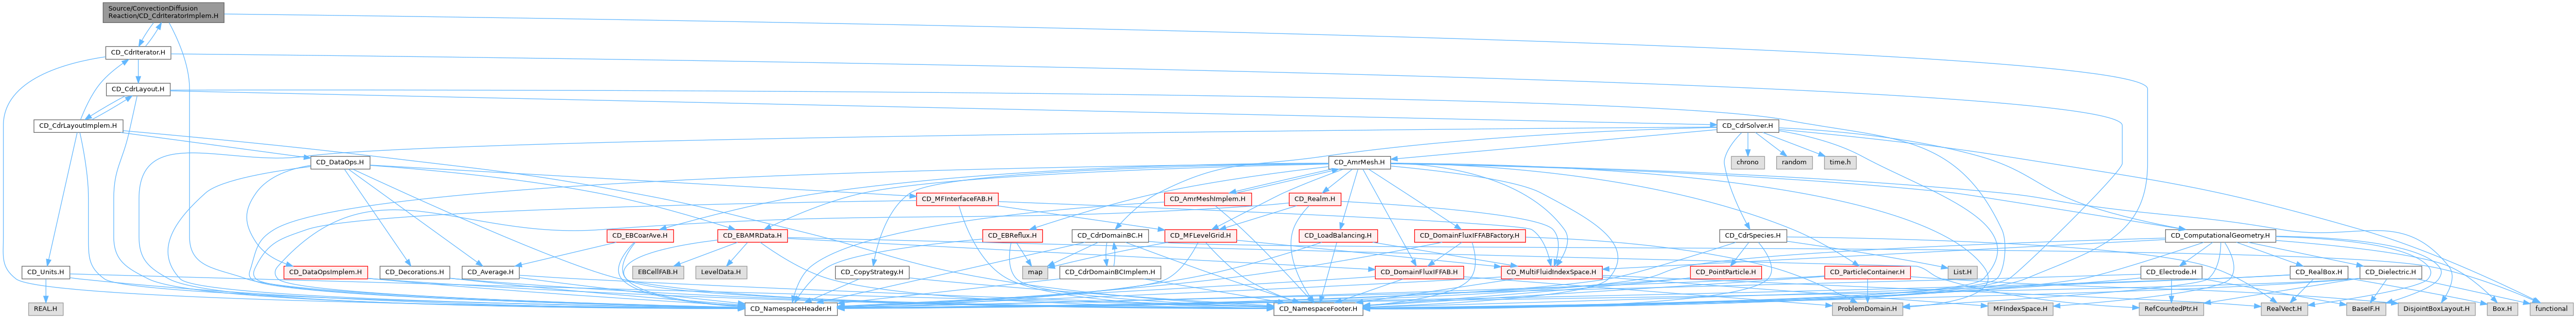 Source/ConvectionDiffusion
Reaction/CD_CdrIteratorImplem.H
CD_CdrIterator.H
CD_CdrLayout.H
CD_CdrLayoutImplem.H
CD_CdrSolver.H
CD_DataOps.H
CD_AmrMesh.H
chrono
random
time.h
CD_MFInterfaceFAB.H
CD_AmrMeshImplem.H
CD_Realm.H
CD_EBCoarAve.H
CD_EBAMRData.H
CD_EBReflux.H
CD_CdrDomainBC.H
CD_MFLevelGrid.H
CD_LoadBalancing.H
CD_DomainFluxIFFABFactory.H
CD_CdrSpecies.H
CD_ComputationalGeometry.H
CD_Units.H
CD_DataOpsImplem.H
CD_Decorations.H
CD_Average.H
EBCellFAB.H
LevelData.H
CD_CopyStrategy.H
map
CD_CdrDomainBCImplem.H
CD_DomainFluxIFFAB.H
CD_MultiFluidIndexSpace.H
CD_PointParticle.H
CD_ParticleContainer.H
List.H
CD_Electrode.H
CD_RealBox.H
CD_Dielectric.H
REAL.H
CD_NamespaceHeader.H
CD_NamespaceFooter.H
ProblemDomain.H
MFIndexSpace.H
RefCountedPtr.H
RealVect.H
BaseIF.H
DisjointBoxLayout.H
Box.H
functional